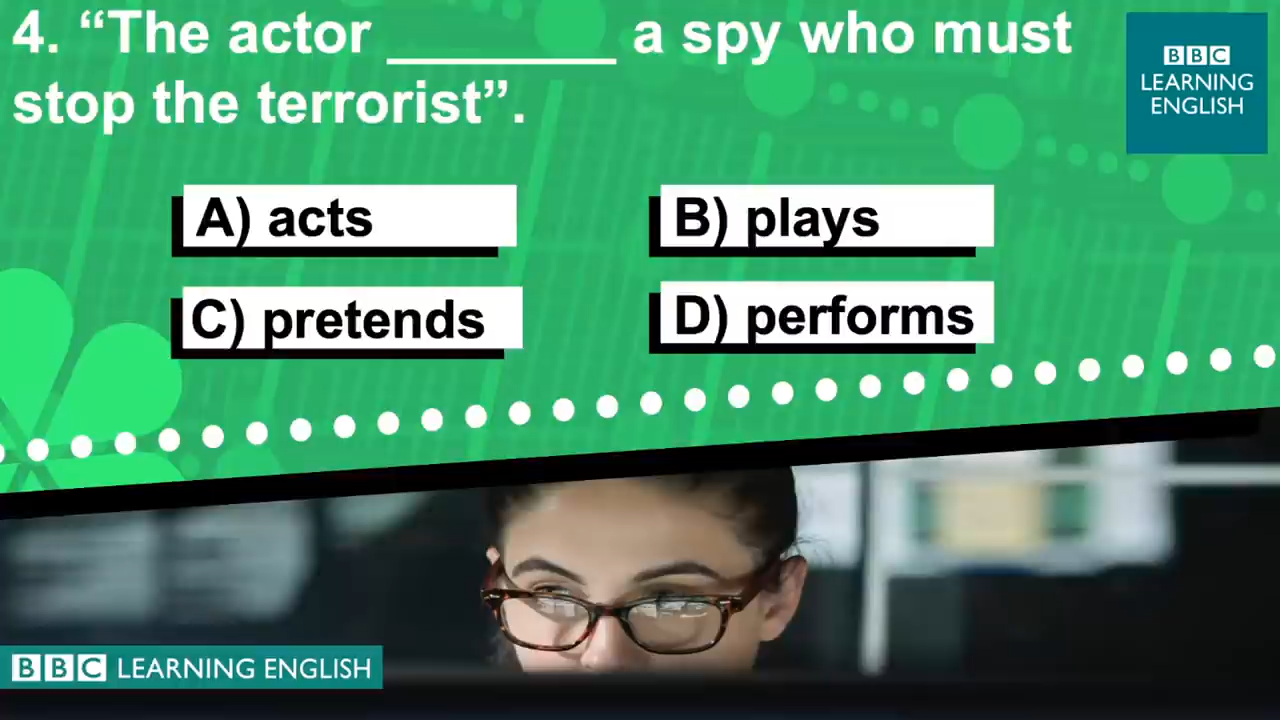 4. “The actor ________ a spy who must
stop the terrorist”.
BBC
LEARNING
ENGLISH
A) acts
B) plays
C) pretends
D) performs
BBC LEARNING ENGLISH